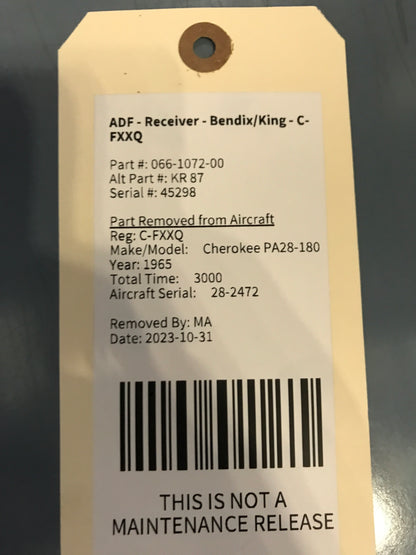 ADF - Receiver - Bendix/King - C-
FXXQ
Part #: 066-1072-00
Alt Part #: KR 87
Serial #: 45298
Part Removed from Aircraft
Reg: C-FXXQ
Make/Model: Cherokee PA28-180
Year: 1965
Total Time: 3000
Aircraft Serial: 28-2472
Removed By: MA
Date: 2023-10-31
THIS IS NOT A
MAINTENANCE RELEASE